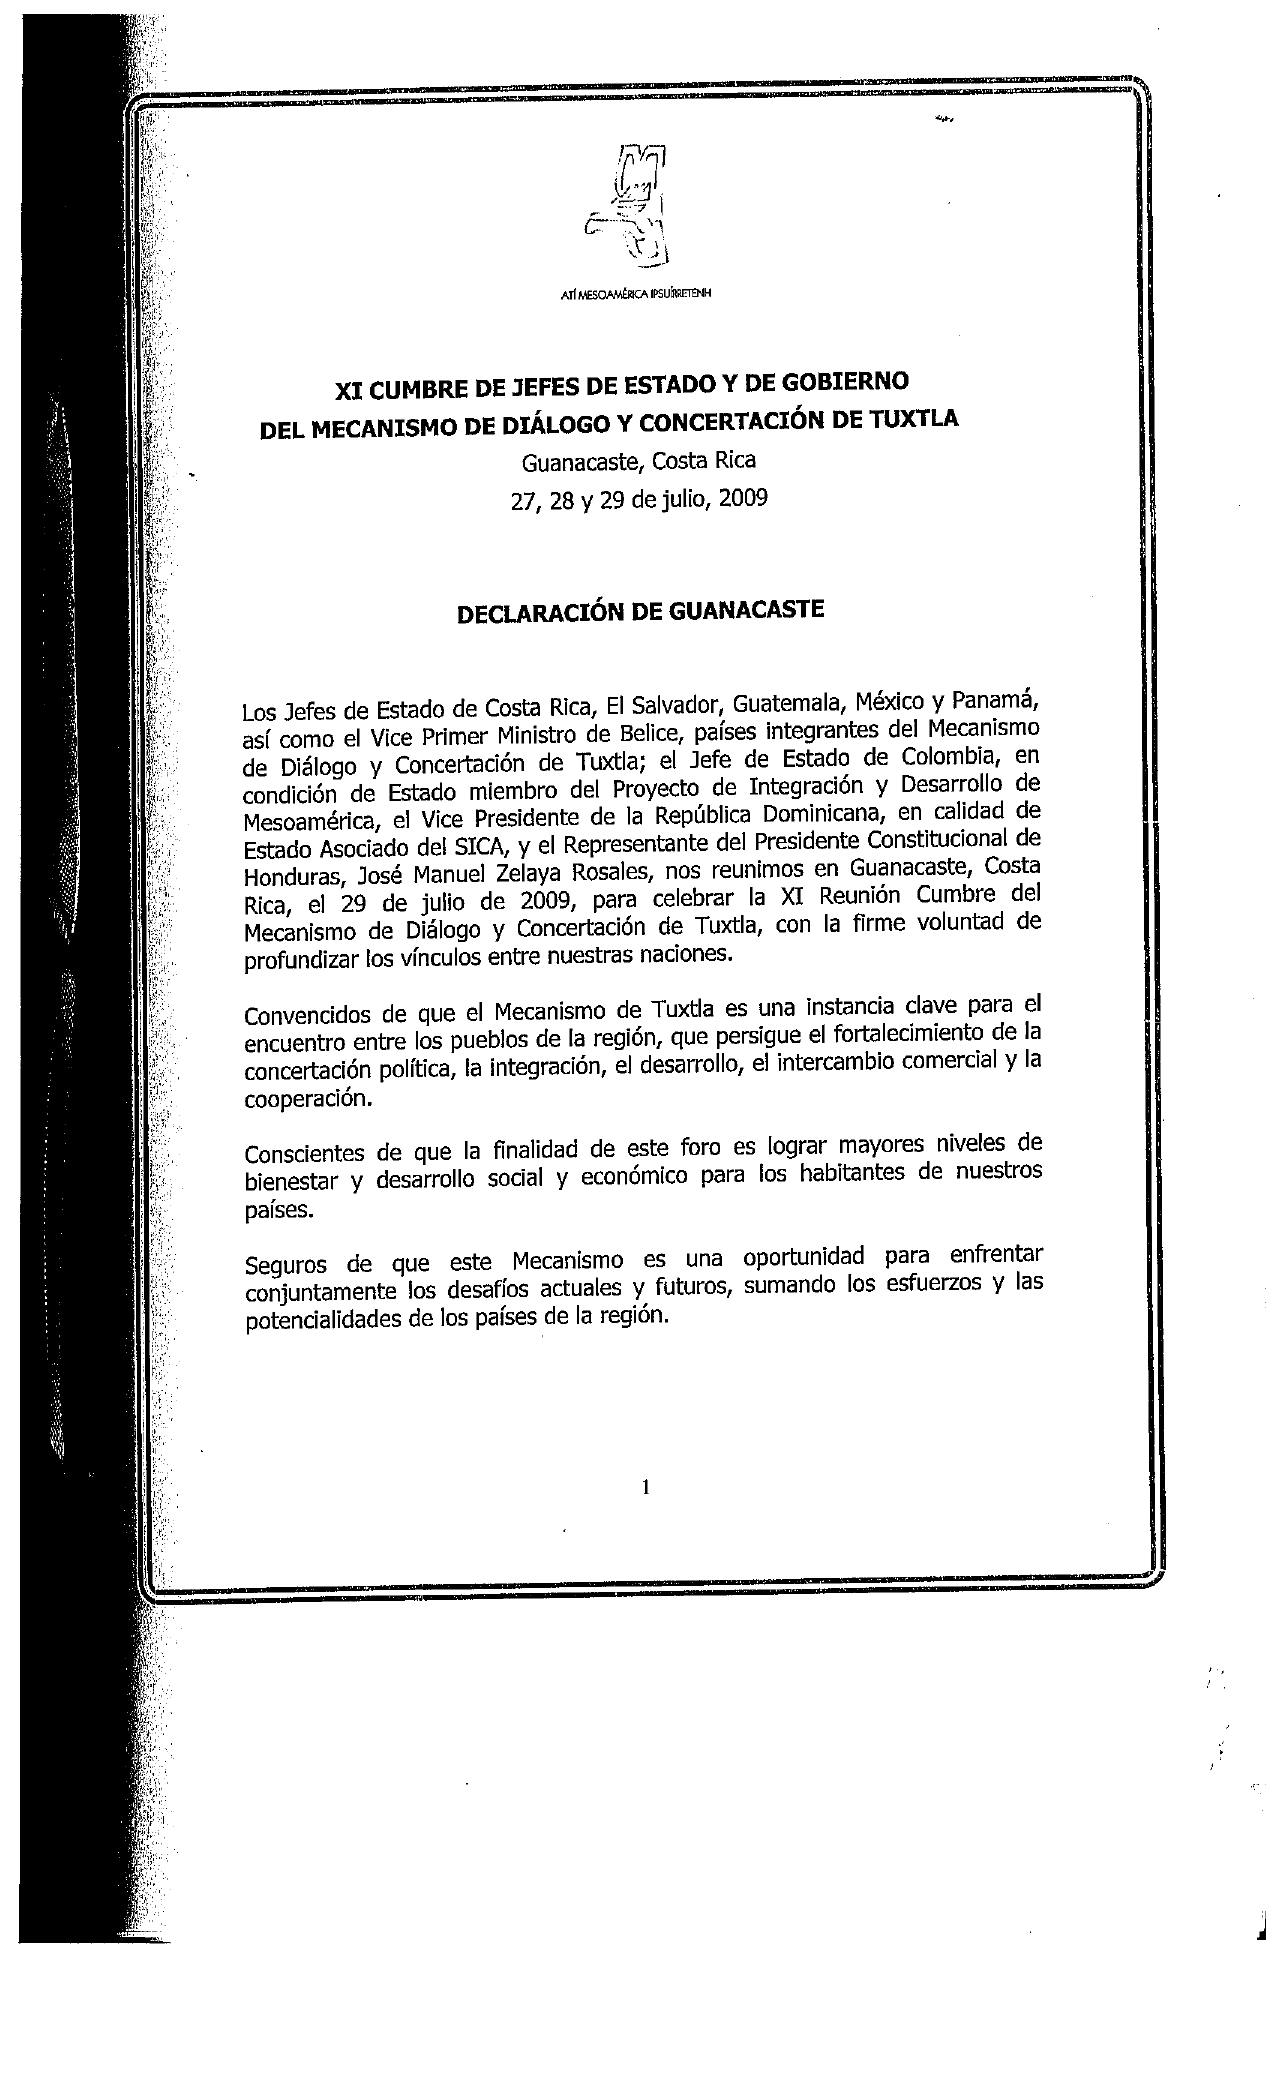 ATÍ MESOAMÉRICA IPSUÍRRETENH
XI CUMBRE DE JEFES DE ESTADO Y DE GOBIERNO
DEL MECANISMO DE DIÁLOGO Y CONCERTACIÓN DE TUXTLA
Guanacaste, Costa Rica
27, 28 y 29 de julio, 2009
DECLARACIÓN DE GUANACASTE
Los Jefes de Estado de Costa Rica, El Salvador, Guatemala, México y Panamá,
así como el Vice Primer Ministro de Belice, países integrantes del Mecanismo
de Diálogo y Concertación de Tuxtla; el Jefe de Estado de Colombia, en
condición de Estado miembro del Proyecto de Integración y Desarrollo de
Mesoamérica, el Vice Presidente de la República Dominicana, en calidad de
Estado Asociado del SICA, y el Representante del Presidente Constitucional de
Honduras, José Manuel Zelaya Rosales, nos reunimos en Guanacaste, Costa
Rica, el 29 de julio de 2009, para celebrar la XI Reunión Cumbre del
Mecanismo de Diálogo y Concertación de Tuxtla, con la firme voluntad de
profundizar los vínculos entre nuestras naciones.
Convencidos de que el Mecanismo de Tuxtla es una instancia clave para el
encuentro entre los pueblos de la región, que persigue el fortalecimiento de la
concertación política, la integración, el desarrollo, el intercambio comercial y la
cooperación.
Conscientes de que la finalidad de este foro es lograr mayores niveles de
bienestar y desarrollo social y económico para los habitantes de nuestros
países.
Seguros de que este Mecanismo es una oportunidad para enfrentar
conjuntamente los desafíos actuales y futuros, sumando los esfuerzos y las
potencialidades de los países de la región.
1